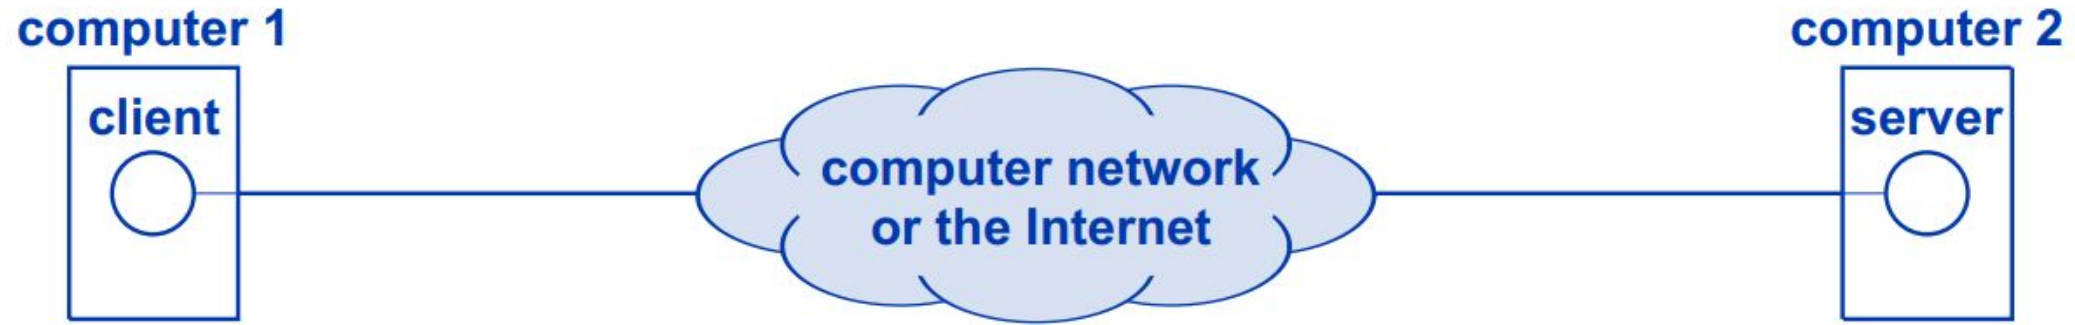 computer 1
computer 2
client
server
computer network
or the Internet